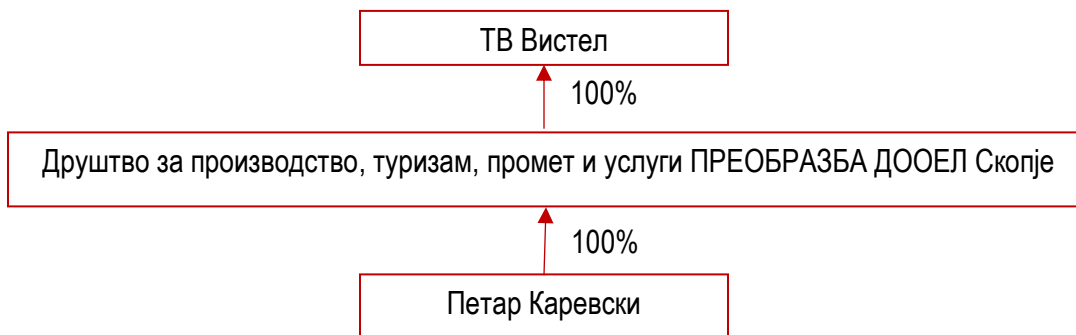 ТВ Вистел
100%
Друштво за производство, туризам, промет и услуги ПРЕОБРАЗБА ДООЕЛ Скопје
100%
Петар Каревски